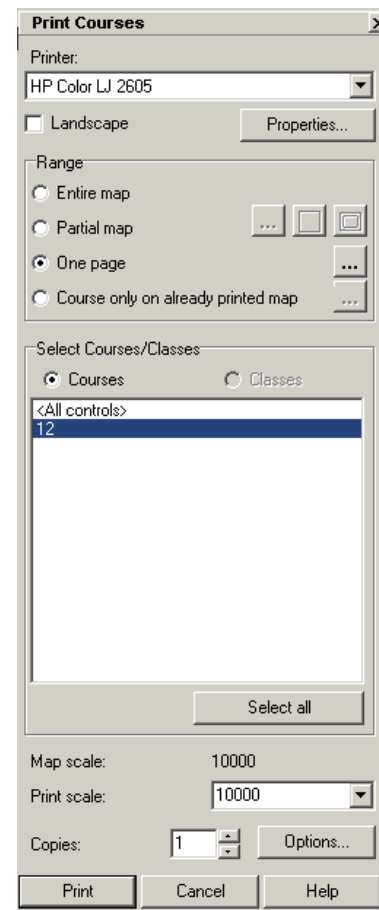 Print Courses
Printer:
HP Color LJ 2605
Landscape
Properties...
Range
Entire map
Partial map
...
One page
...
Course only on already printed map
...
Select Courses/Classes
Courses
Classes
<All controls>
12
Select all
Map scale: 10000
Print scale: 10000
Copies: 1
Options...
Print
Cancel
Help